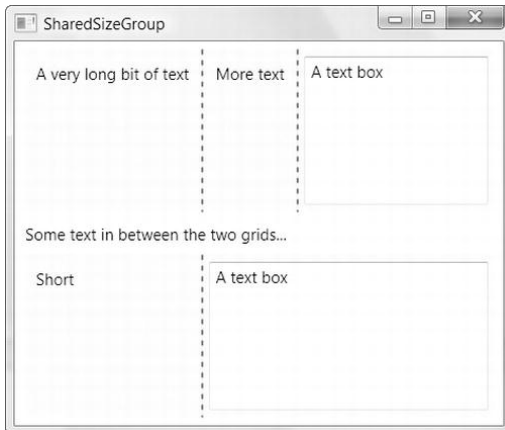 SharedSizeGroup
A very long bit of text
More text
A text box
Some text in between the two grids...
Short
A text box